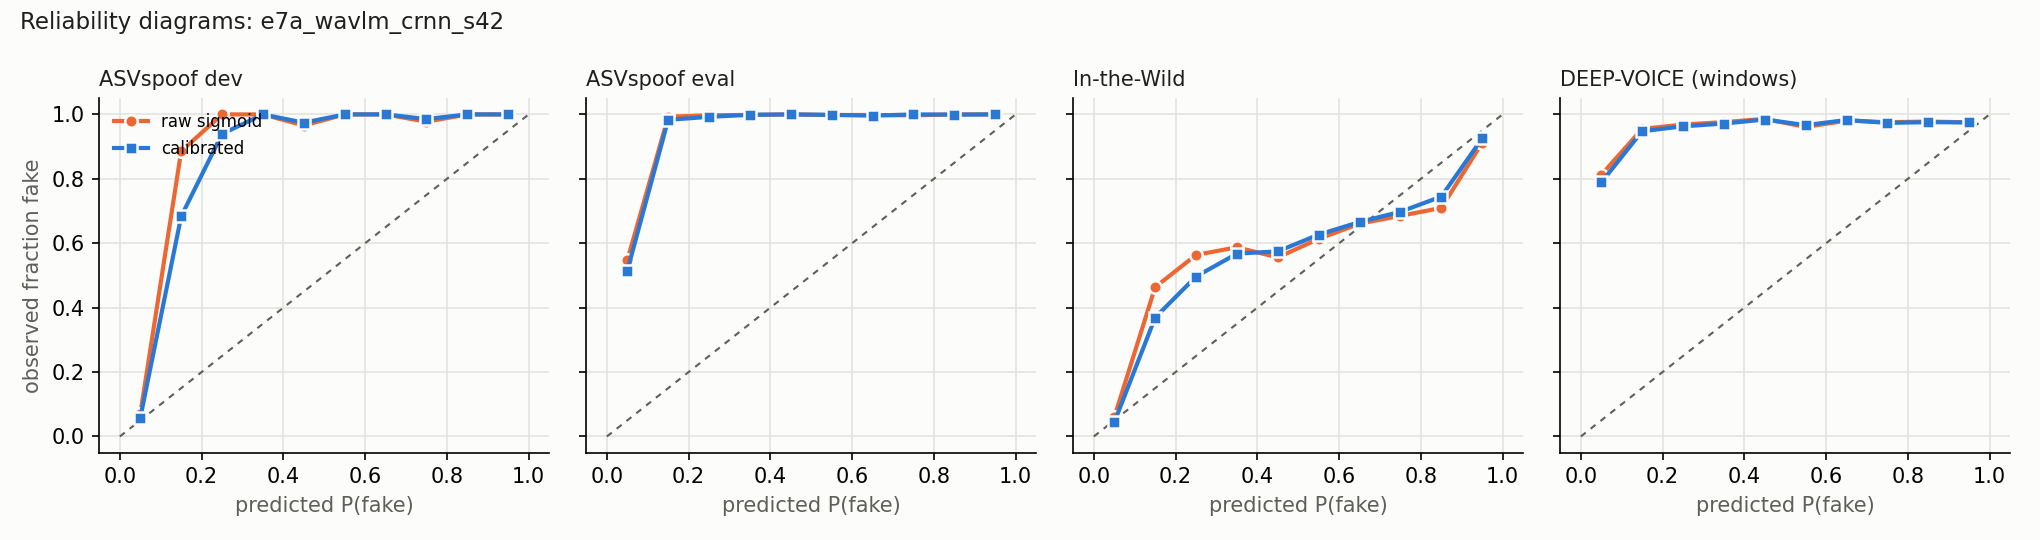 Reliability diagrams: e7a_wavlm_crnn_s42
ASVspoof dev
ASVspoof eval
In-the-Wild
DEEP-VOICE (windows)
observed fraction fake
1.0
0.8
0.6
0.4
0.2
0.0
raw sigmoid
calibrated
0.0 0.2 0.4 0.6 0.8 1.0
0.0 0.2 0.4 0.6 0.8 1.0
0.0 0.2 0.4 0.6 0.8 1.0
0.0 0.2 0.4 0.6 0.8 1.0
predicted P(fake)
predicted P(fake)
predicted P(fake)
predicted P(fake)